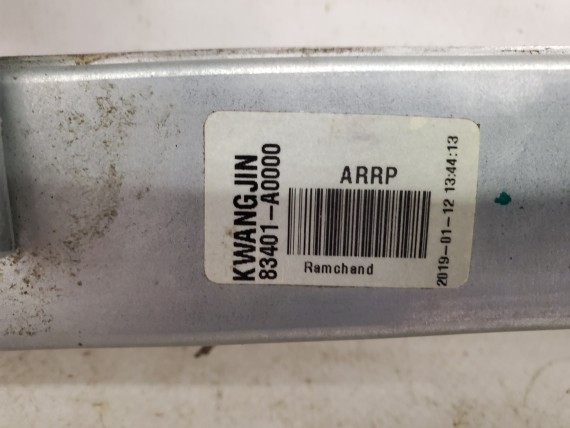 KWANGJIN
83401-A0000
ARRP
Ramchand
2019-01-12 13:44:13